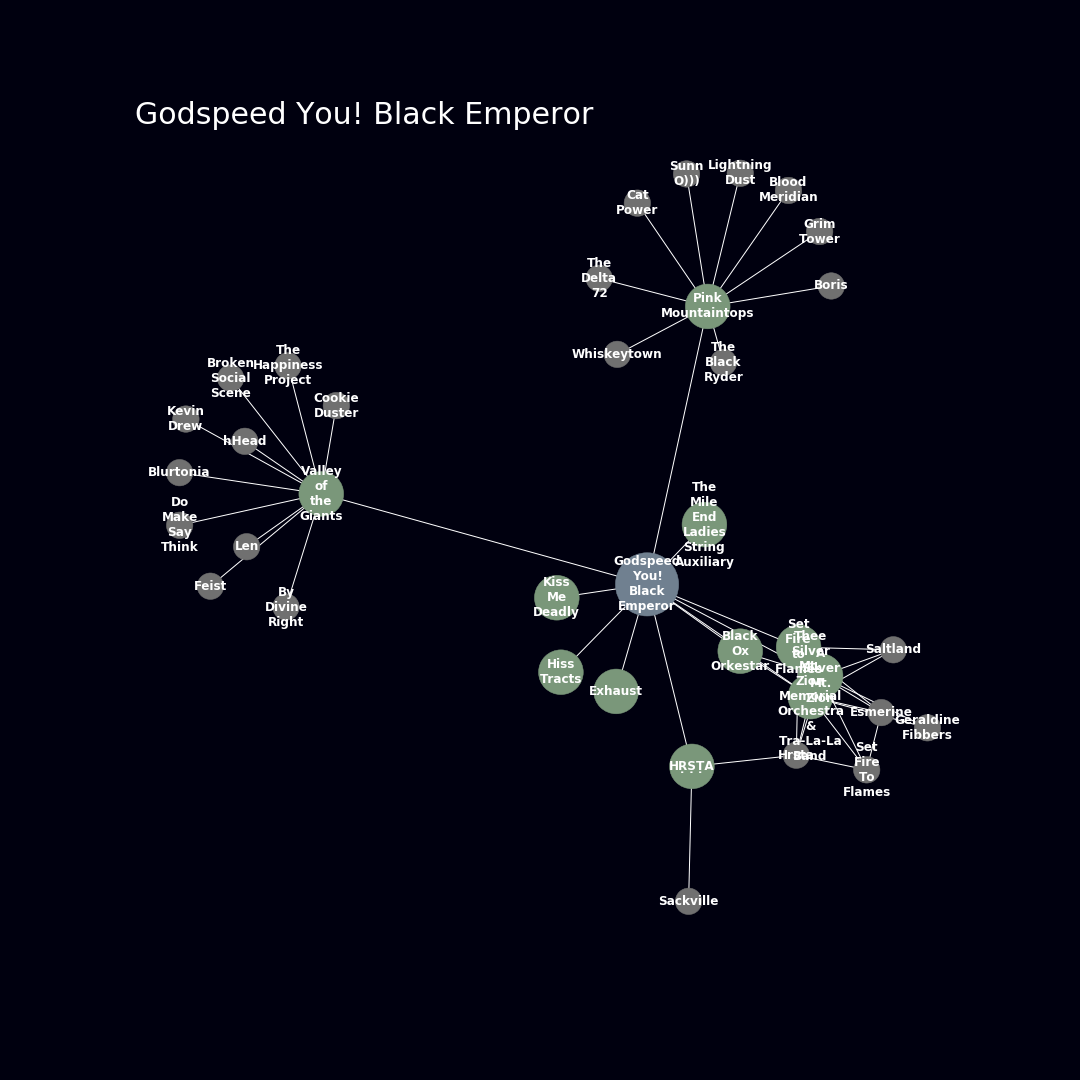 Godspeed You! Black Emperor
Sunn
O)))
Lightning
Dust
Blood
Meridian
Cat
Power
Grim
Tower
The
Delta
72
Boris
Pink
Mountaintops
Whiskeytown
The
Black
Ryder
Broken
Social
Scene
The
Happiness
Project
Cookie
Duster
Kevin
Drew
hHead
Blurtonia
Valley
of
the
Giants
Do
Make
Say
Think
Len
Feist
By
Divine
Right
The
Mile
End
Ladies
String
Auxiliary
Godspeed
You!
Black
Emperor
Kiss
Me
Deadly
Hiss
Tracts
Exhaust
Black
Ox
Orkestar
Set
Fire
to
Flames
Thee
Silver
Mt.
Zion
Memorial
Orchestra
&
Tra-La-La
Band
A
Silver
Mt.
Zion
Saltland
Esmerine
Geraldine
Fibbers
Hrsta
Set
Fire
To
Flames
HRSTA
Sackville